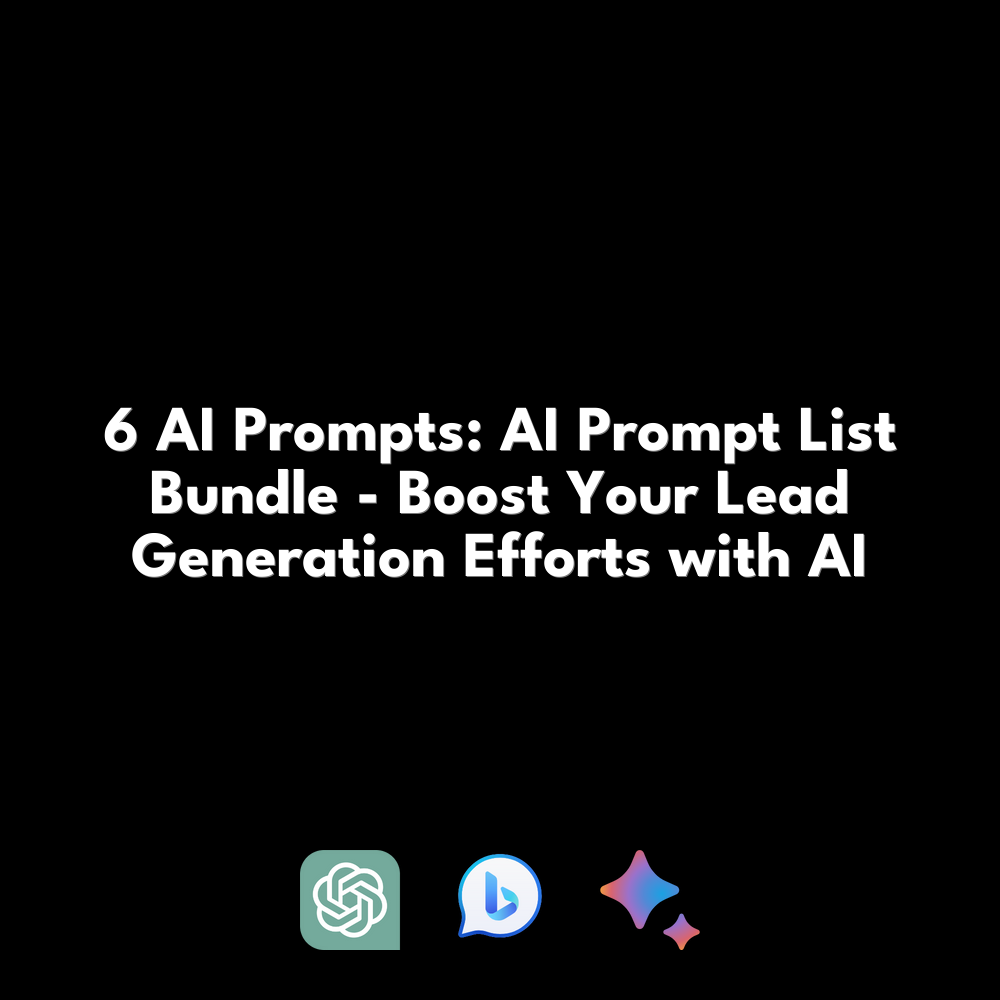 6 AI Prompts: AI Prompt List
Bundle - Boost Your Lead
Generation Efforts with AI